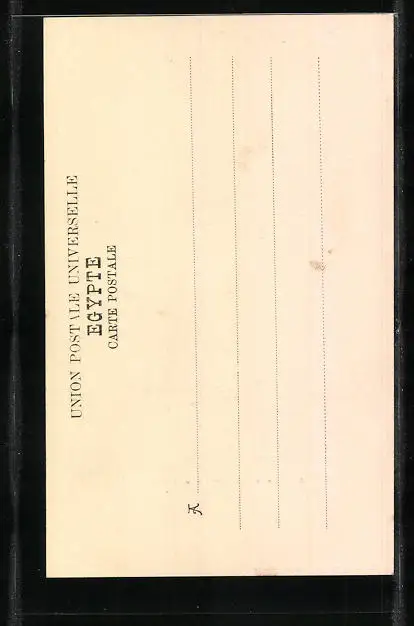 UNION POSTALE UNIVERSELLE
EGYPTE
CARTE POSTALE
A